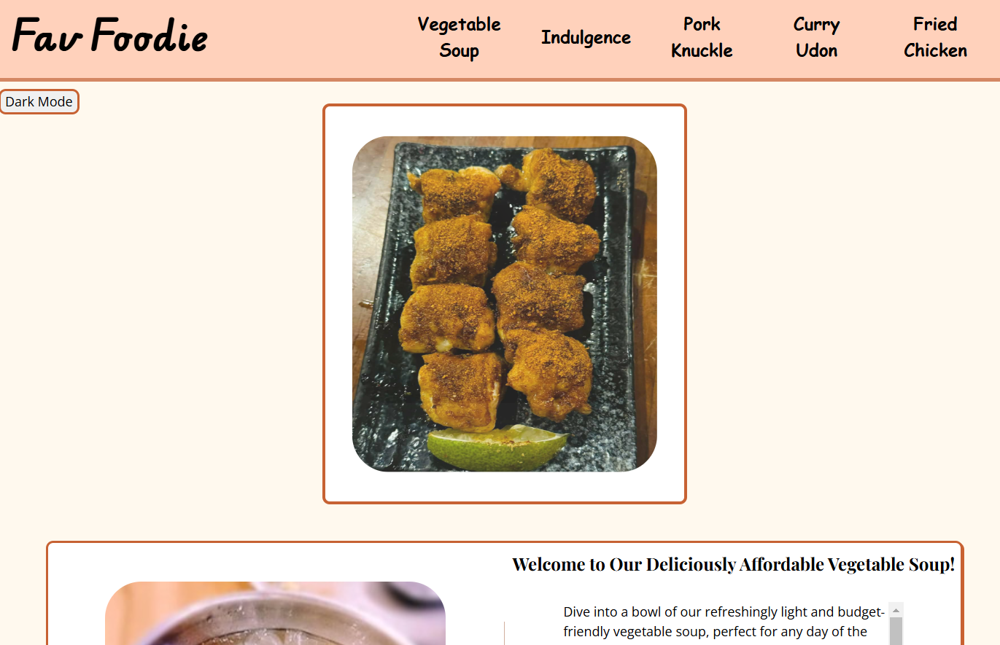 Fav Foodie
Vegetable
Soup
Indulgence
Pork
Knuckle
Curry
Udon
Fried
Chicken
Dark Mode
Welcome to Our Deliciously Affordable Vegetable Soup!
Dive into a bowl of our refreshingly light and budget-
friendly vegetable soup, perfect for any day of the